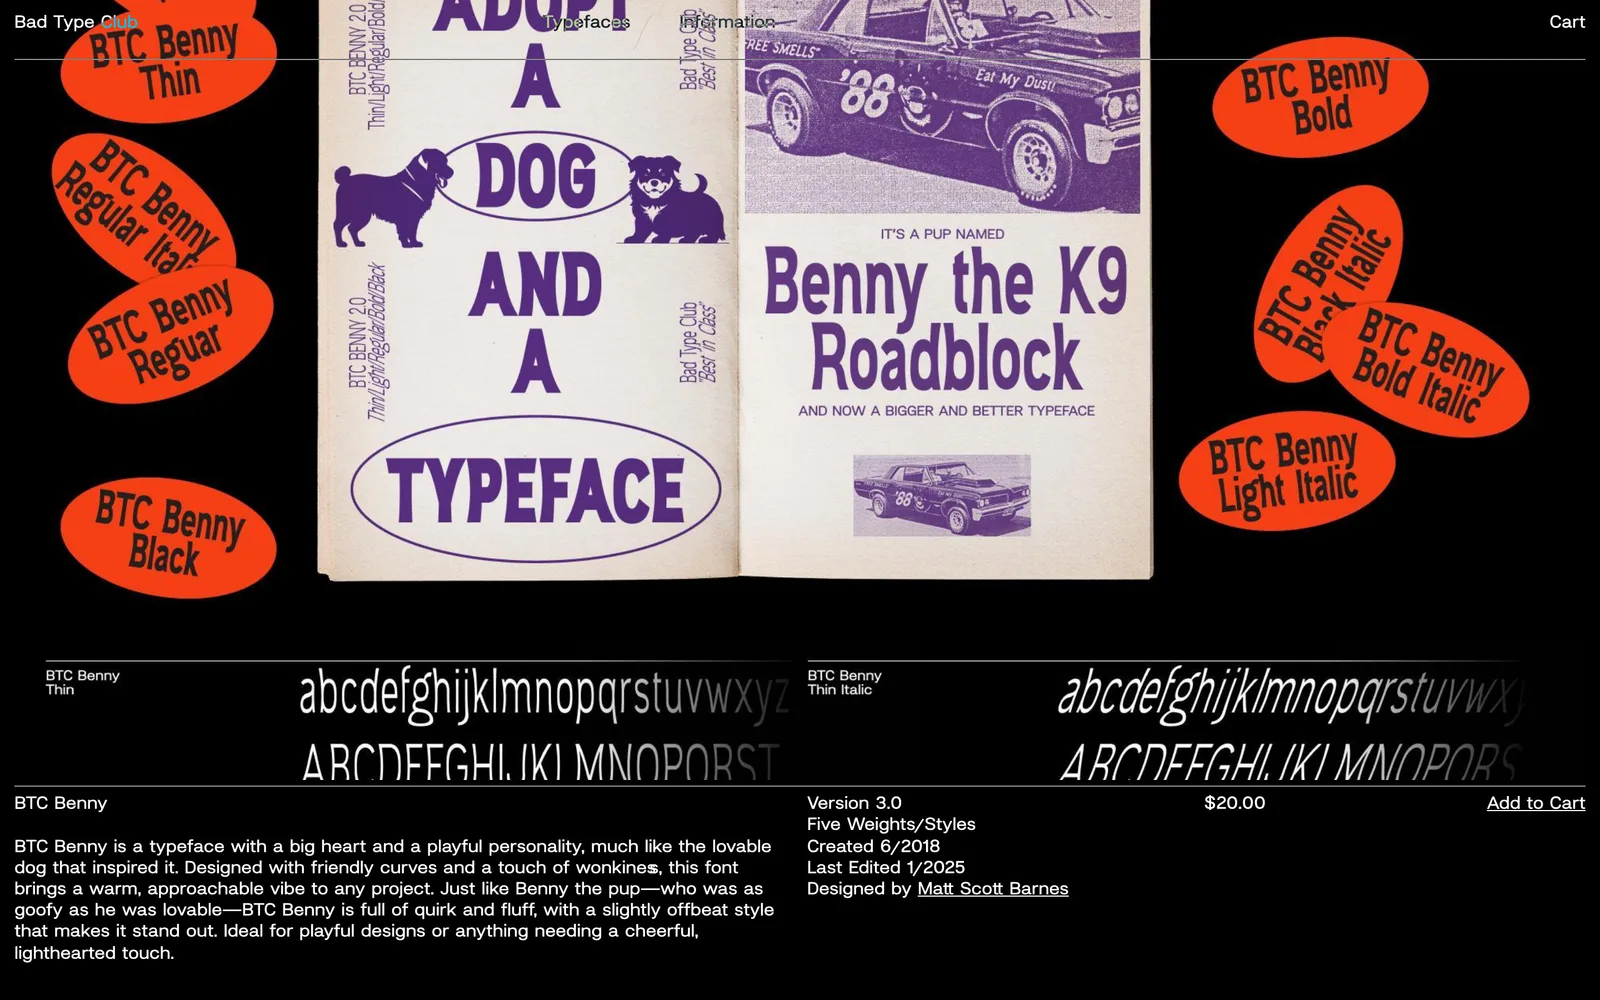 Bad Type Club
Typefaces
Information
Cart
BTC Benny
Thin
BTC Benny
Regular Ital
BTC Benny
Reguar
BTC Benny
Black
BTC BENNY 2.0
Thin/Light/Regular/Bold/
Bad Type Club
"Best in Class"
ADOPT
A
DOG
AND
A
TYPEFACE
BTC BENNY 2.0
Thin/Light/Regular/Bold/Black
Bad Type Club
"Best in Class"
FREE SMELLS"
'88
Eat My Dust!
IT'S A PUP NAMED
Benny the K9
Roadblock
AND NOW A BIGGER AND BETTER TYPEFACE
'88
BTC Benny
Bold
BTC Benny
Black Italic
BTC Benny
Bold Italic
BTC Benny
Light Italic
BTC Benny
Thin
abcdefghijklmnopqrstuvwxyz
ABCDEFGHIJKLMNOPQRST
BTC Benny
Thin Italic
abcdefghijklmnopqrstuvwxy
ABCDEFGHIJKLMNOPQRS
BTC Benny
BTC Benny is a typeface with a big heart and a playful personality, much like the lovable
dog that inspired it. Designed with friendly curves and a touch of wonkiness, this font
brings a warm, approachable vibe to any project. Just like Benny the pup—who was as
goofy as he was lovable—BTC Benny is full of quirk and fluff, with a slightly offbeat style
that makes it stand out. Ideal for playful designs or anything needing a cheerful,
lighthearted touch.
Version 3.0
Five Weights/Styles
Created 6/2018
Last Edited 1/2025
Designed by Matt Scott Barnes
$20.00
Add to Cart